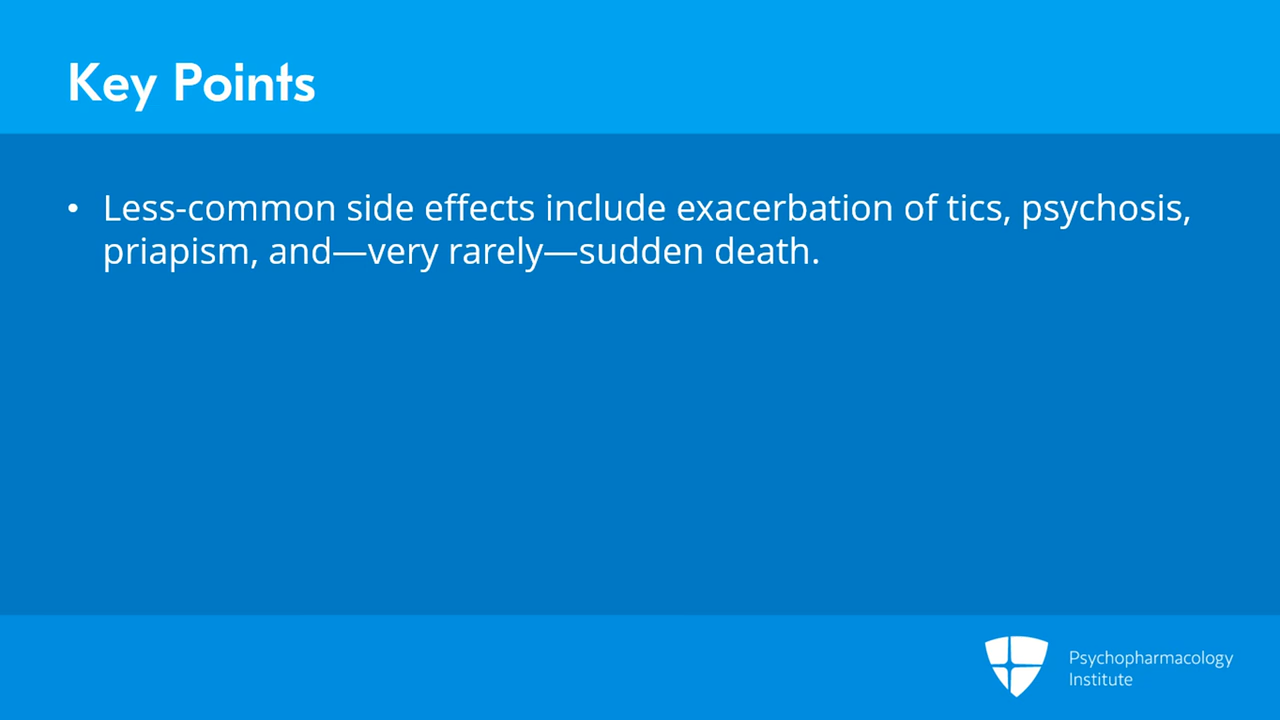 Key Points
• Less-common side effects include exacerbation of tics, psychosis,
priapism, and—very rarely—sudden death.
Psychopharmacology
Institute